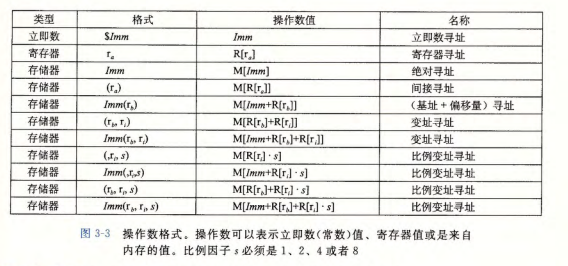 类型 格式 操作数值 名称
立即数 $Imm Imm 立即数寻址
寄存器 rₐ R[rₐ] 寄存器寻址
存储器 Imm M[Imm] 绝对寻址
存储器 (rₐ) M[R[rₐ]] 间接寻址
存储器 Imm(r_b) M[Imm+R[r_b]] (基址+偏移量)寻址
存储器 (r_b, r_i) M[R[r_b]+R[r_i]] 变址寻址
存储器 Imm(r_b, r_i) M[Imm+R[r_b]+R[r_i]] 变址寻址
存储器 (,r_i, s) M[R[r_i]·s] 比例变址寻址
存储器 Imm(,r_i,s) M[Imm+R[r_i]·s] 比例变址寻址
存储器 (r_b, r_i, s) M[R[r_b]+R[r_i]·s] 比例变址寻址
存储器 Imm(r_b, r_i, s) M[Imm+R[r_b]+R[r_i]·s] 比例变址寻址
图 3-3 操作数格式。操作数可以表示立即数(常数)值、寄存器值或是来自
内存的值。比例因子 s 必须是 1、2、4 或者 8